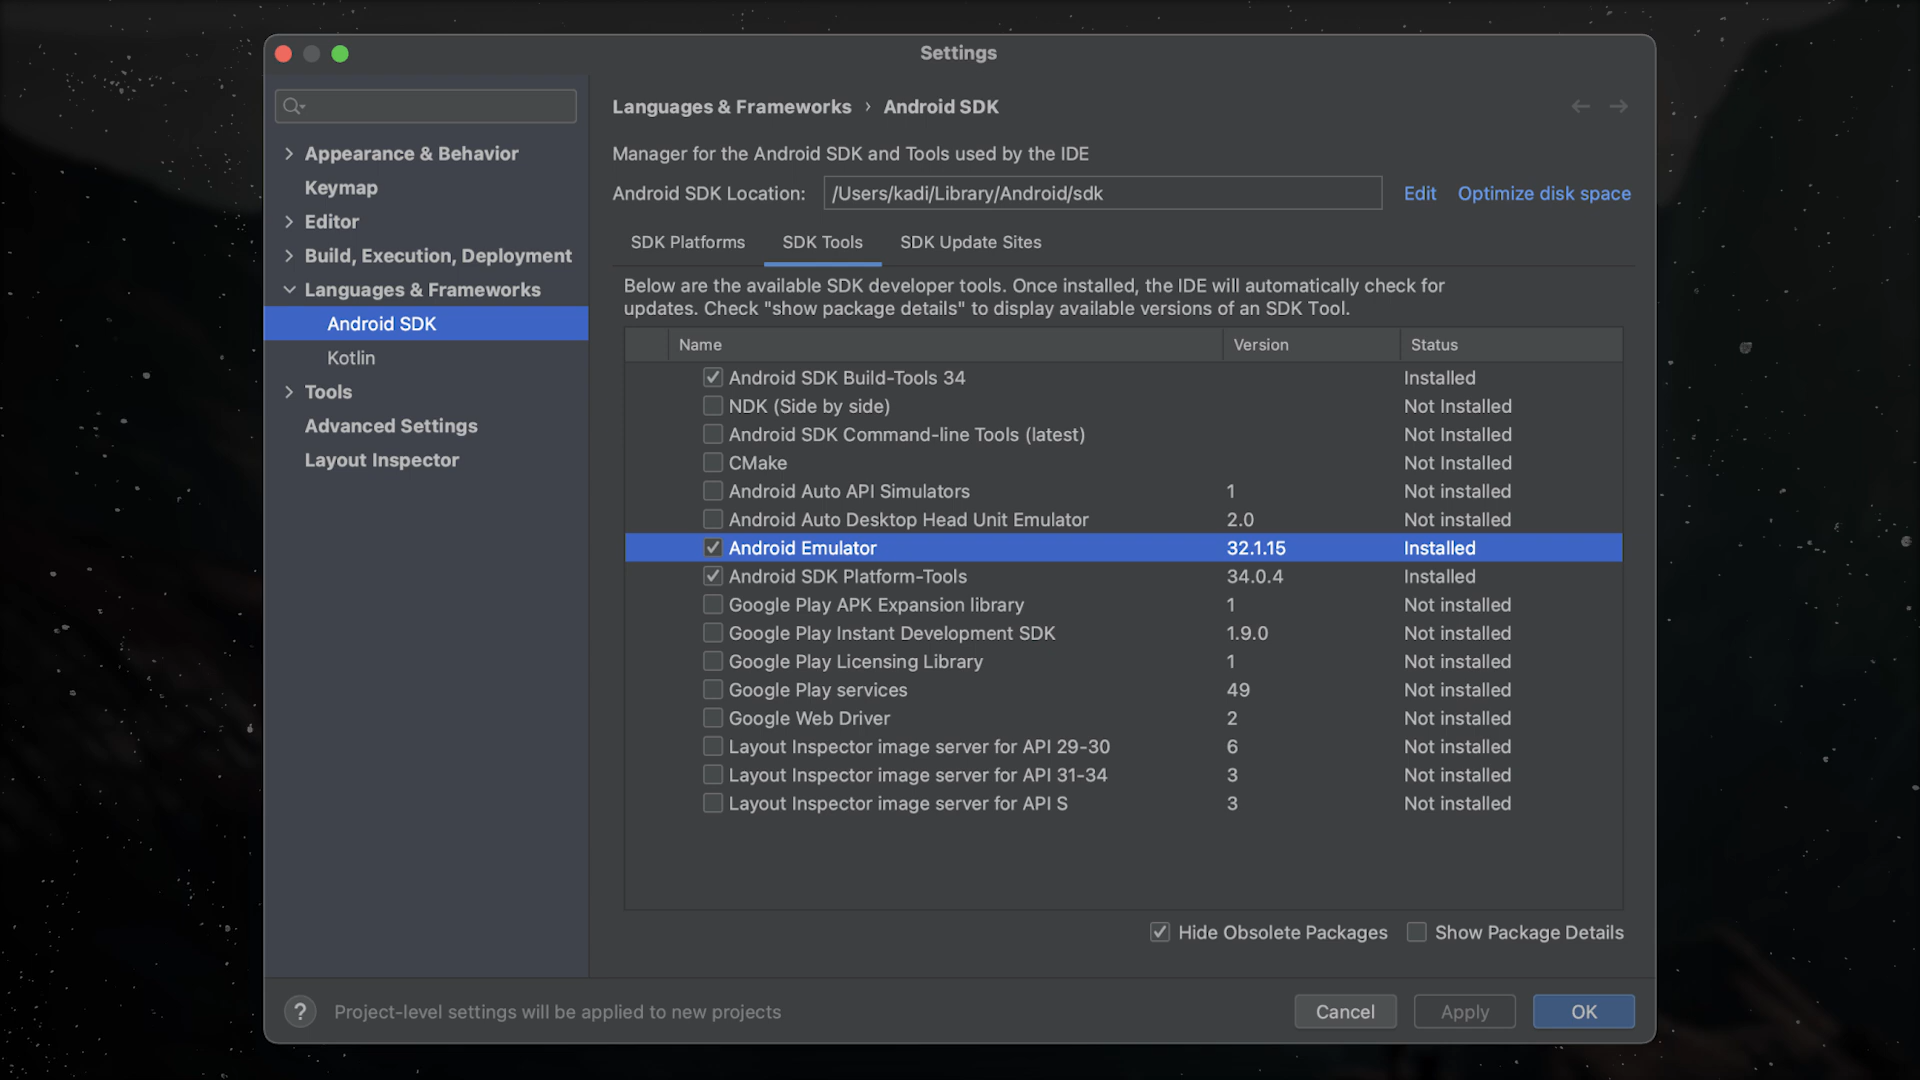 Settings
Appearance & Behavior
Keymap
Editor
Build, Execution, Deployment
Languages & Frameworks
Android SDK
Kotlin
Tools
Advanced Settings
Layout Inspector
Languages & Frameworks › Android SDK
Manager for the Android SDK and Tools used by the IDE
Android SDK Location: /Users/kadi/Library/Android/sdk Edit Optimize disk space
SDK Platforms SDK Tools SDK Update Sites
Below are the available SDK developer tools. Once installed, the IDE will automatically check for
updates. Check "show package details" to display available versions of an SDK Tool.
Name Version Status
Android SDK Build-Tools 34 Installed
NDK (Side by side) Not Installed
Android SDK Command-line Tools (latest) Not Installed
CMake Not Installed
Android Auto API Simulators 1 Not installed
Android Auto Desktop Head Unit Emulator 2.0 Not installed
Android Emulator 32.1.15 Installed
Android SDK Platform-Tools 34.0.4 Installed
Google Play APK Expansion library 1 Not installed
Google Play Instant Development SDK 1.9.0 Not installed
Google Play Licensing Library 1 Not installed
Google Play services 49 Not installed
Google Web Driver 2 Not installed
Layout Inspector image server for API 29-30 6 Not installed
Layout Inspector image server for API 31-34 3 Not installed
Layout Inspector image server for API S 3 Not installed
Hide Obsolete Packages Show Package Details
? Project-level settings will be applied to new projects
Cancel Apply OK